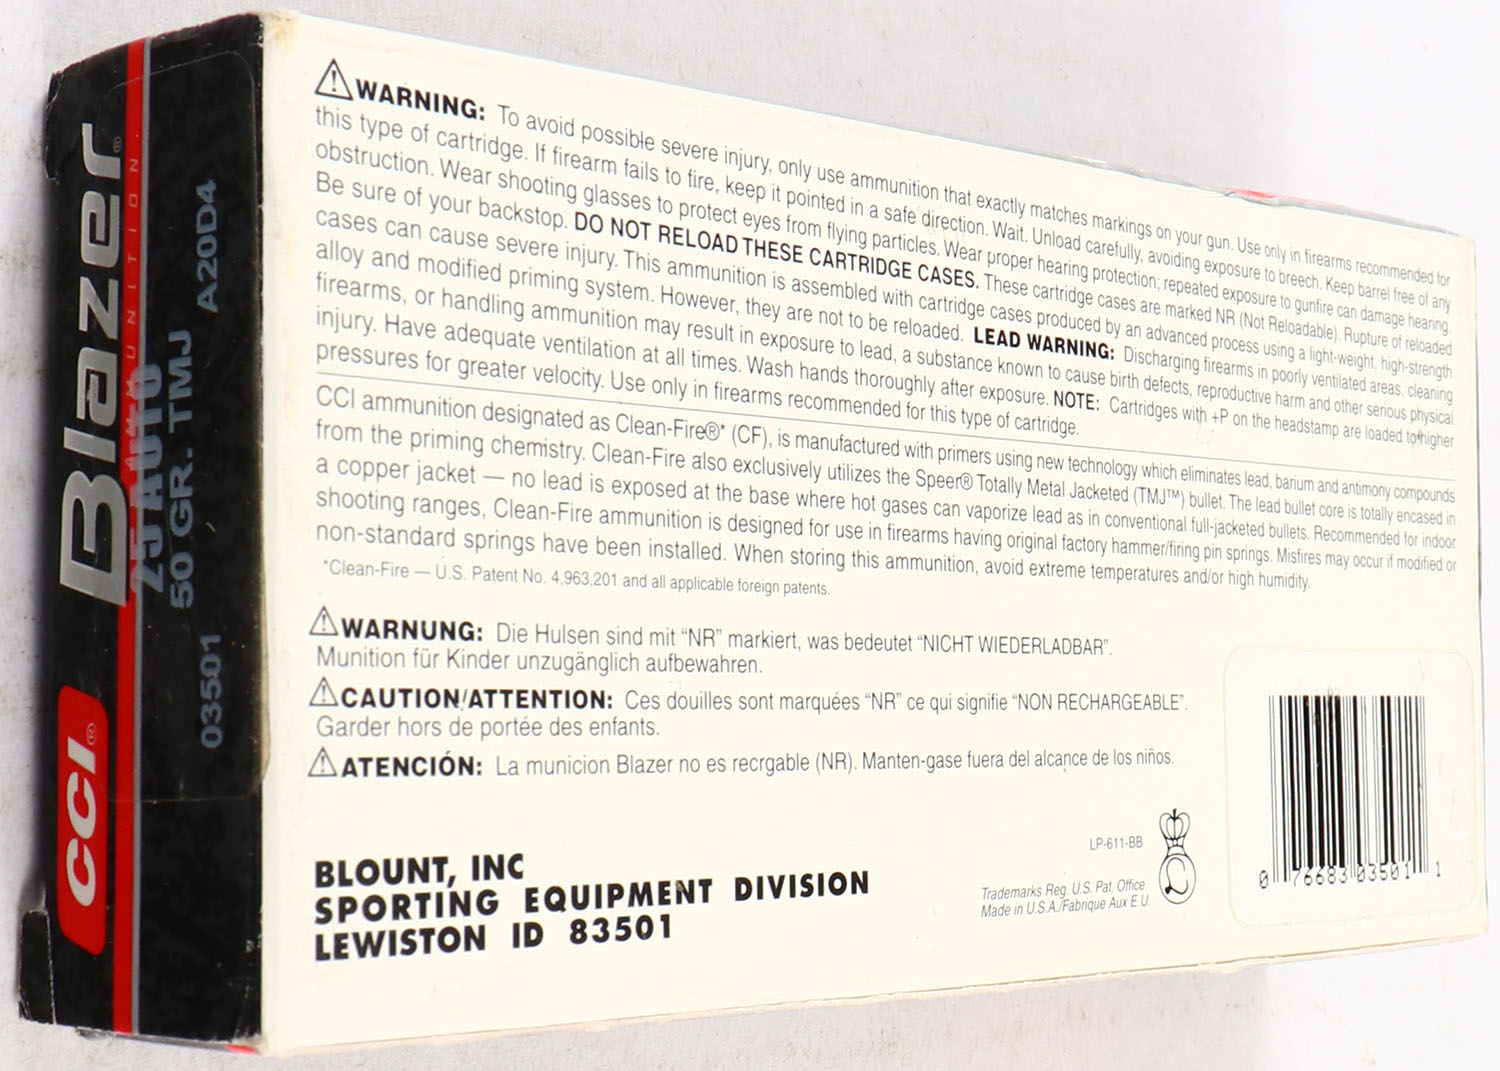 CCI® Blazer®
AMMUNITION
25 AUTO
50 GR. TMJ
03501 A20D4
⚠WARNING: To avoid possible severe injury, only use ammunition that exactly matches markings on your gun. Use only in firearms recommended for
this type of cartridge. If firearm fails to fire, keep it pointed in a safe direction. Wait. Unload carefully, avoiding exposure to breech. Keep barrel free of any
obstruction. Wear shooting glasses to protect eyes from flying particles. Wear proper hearing protection; repeated exposure to gunfire can damage hearing.
Be sure of your backstop. DO NOT RELOAD THESE CARTRIDGE CASES. These cartridge cases are marked NR (Not Reloadable). Rupture of reloaded
cases can cause severe injury. This ammunition is assembled with cartridge cases produced by an advanced process using a light-weight, high-strength
alloy and modified priming system. However, they are not to be reloaded. LEAD WARNING: Discharging firearms in poorly ventilated areas, cleaning
firearms, or handling ammunition may result in exposure to lead, a substance known to cause birth defects, reproductive harm and other serious physical
injury. Have adequate ventilation at all times. Wash hands thoroughly after exposure. NOTE: Cartridges with +P on the headstamp are loaded to higher
pressures for greater velocity. Use only in firearms recommended for this type of cartridge.
CCI ammunition designated as Clean-Fire®* (CF), is manufactured with primers using new technology which eliminates lead, barium and antimony compounds
from the priming chemistry. Clean-Fire also exclusively utilizes the Speer® Totally Metal Jacketed (TMJ™) bullet. The lead bullet core is totally encased in
a copper jacket — no lead is exposed at the base where hot gases can vaporize lead as in conventional full-jacketed bullets. Recommended for indoor
shooting ranges, Clean-Fire ammunition is designed for use in firearms having original factory hammer/firing pin springs. Misfires may occur if modified or
non-standard springs have been installed. When storing this ammunition, avoid extreme temperatures and/or high humidity.
*Clean-Fire — U.S. Patent No. 4,963,201 and all applicable foreign patents.
⚠WARNUNG: Die Hulsen sind mit “NR” markiert, was bedeutet “NICHT WIEDERLADBAR”.
Munition für Kinder unzugänglich aufbewahren.
⚠CAUTION/ATTENTION: Ces douilles sont marquées “NR” ce qui signifie “NON RECHARGEABLE”.
Garder hors de portée des enfants.
⚠ATENCIÓN: La municion Blazer no es recrgable (NR). Manten-gase fuera del alcance de los niños.
BLOUNT, INC
SPORTING EQUIPMENT DIVISION
LEWISTON ID 83501
LP-611-BB
Trademarks Reg. U.S. Pat. Office
Made in U.S.A./Fabrique Aux E.U.
0 76683 03501 1